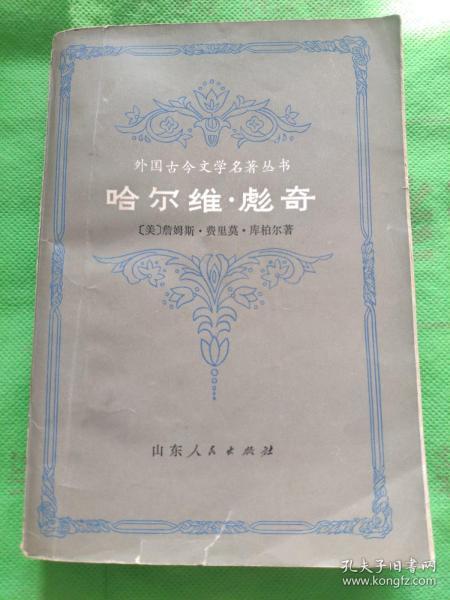 外国古今文学名著丛书
哈尔维·彪奇
〔美〕詹姆斯·费里莫·库柏尔著
山东人民出版社
孔夫子旧书网
www.kongfz.com